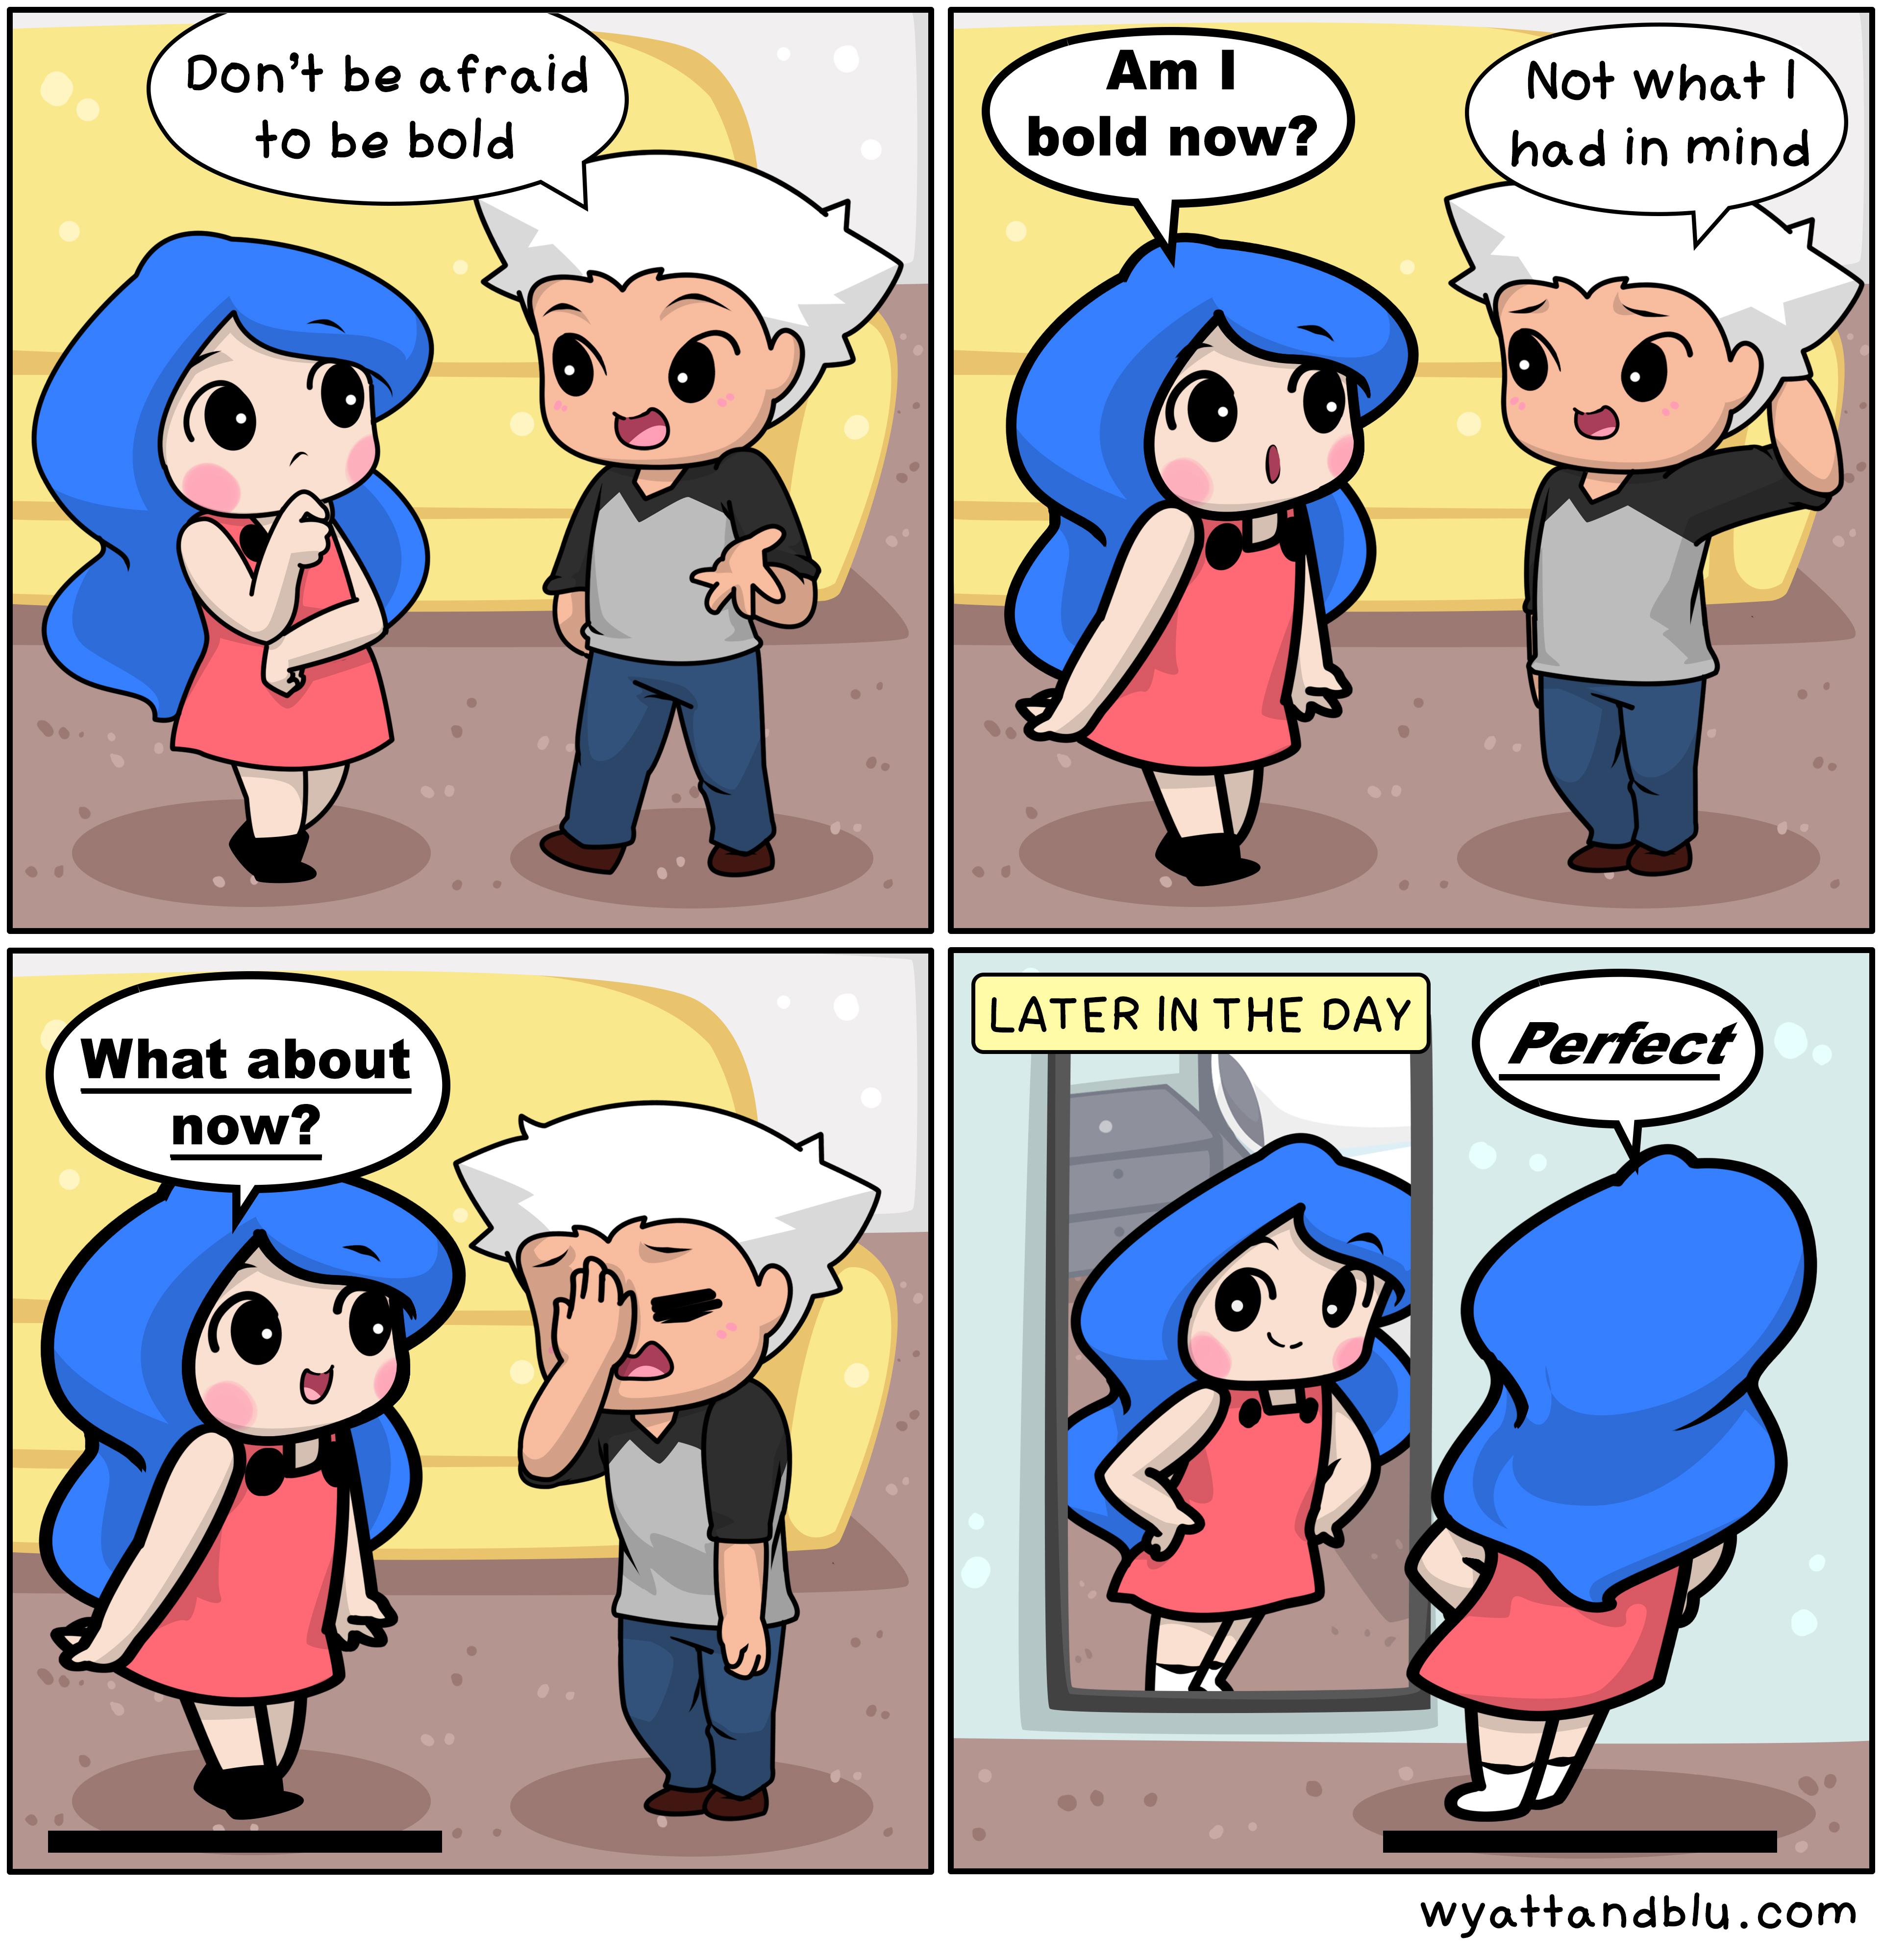 Don't be afraid
to be bold
Am I
bold now?
Not what I
had in mind
What about
now?
LATER IN THE DAY
Perfect
wyattandblu.com